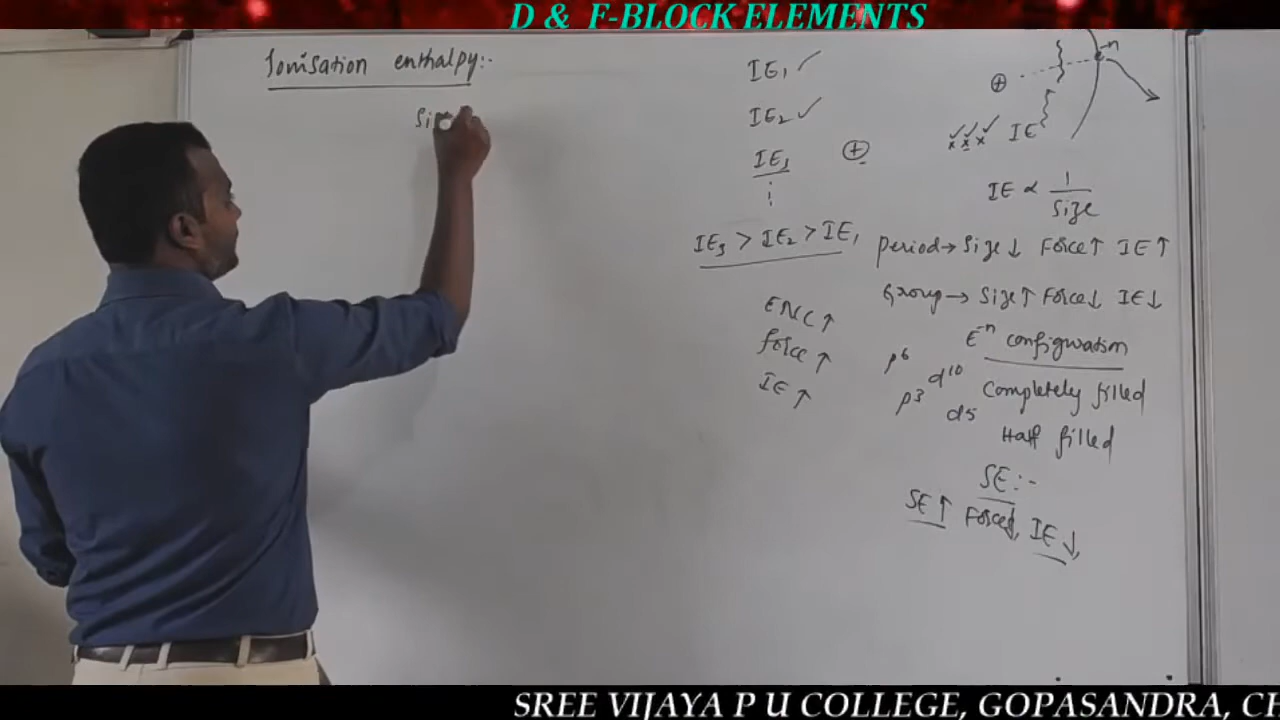 D & F-BLOCK ELEMENTS
Ionisation enthalpy:-
IE₁ ✓
IE₂ ✓
IE₃
⋮
IE₃ > IE₂ > IE₁
ENC ↑
force ↑
IE ↑
⊕
e⁻ⁿ
⊕
IE
IE ∝ 1/Size
period → Size ↓ Force ↑ IE ↑
Group → Size ↑ Force ↓ IE ↓
E⁻ⁿ configuration
p⁶ d¹⁰ Completely filled
p³ d5 Half filled
SE:-
SE ↑ Force ↓, IE ↓,
SREE VIJAYA P U COLLEGE, GOPASANDRA,